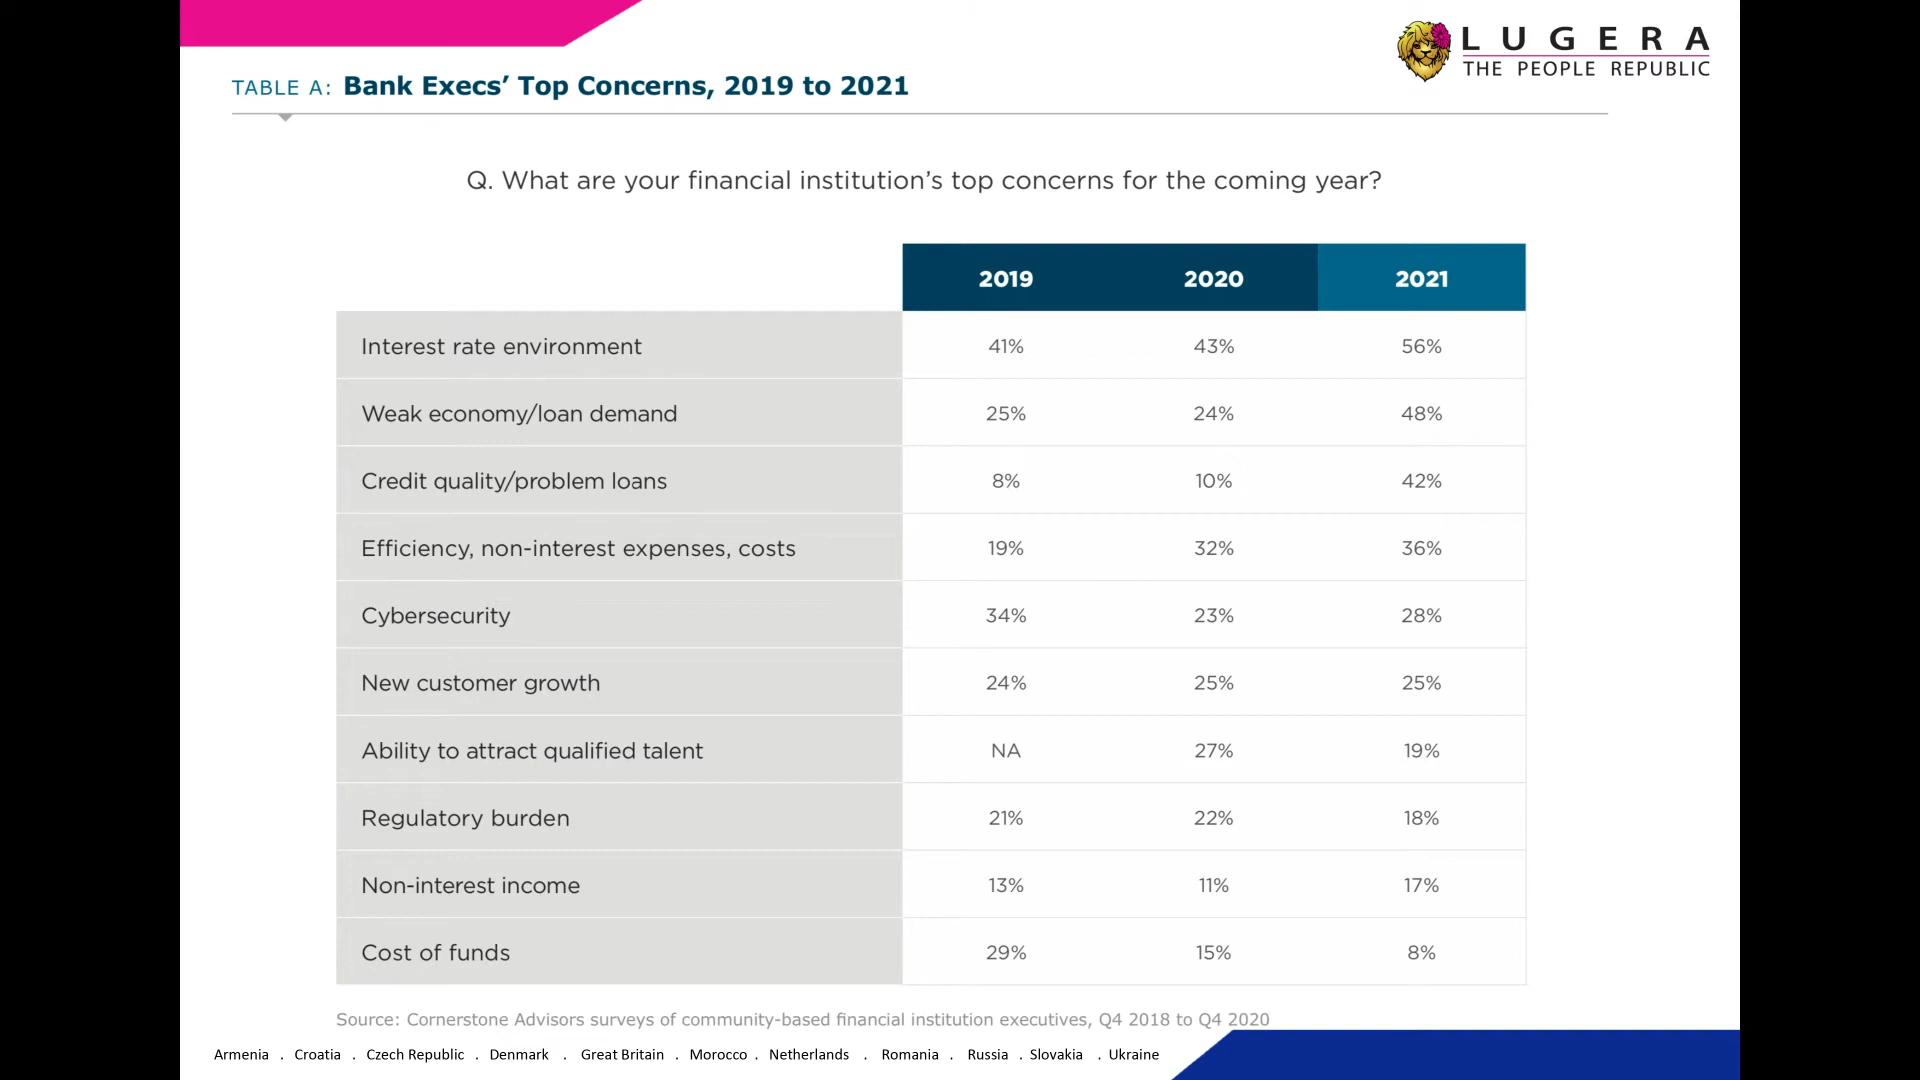 LUGERA
THE PEOPLE REPUBLIC
TABLE A: Bank Execs’ Top Concerns, 2019 to 2021
Q. What are your financial institution’s top concerns for the coming year?
2019 2020 2021
Interest rate environment 41% 43% 56%
Weak economy/loan demand 25% 24% 48%
Credit quality/problem loans 8% 10% 42%
Efficiency, non-interest expenses, costs 19% 32% 36%
Cybersecurity 34% 23% 28%
New customer growth 24% 25% 25%
Ability to attract qualified talent NA 27% 19%
Regulatory burden 21% 22% 18%
Non-interest income 13% 11% 17%
Cost of funds 29% 15% 8%
Source: Cornerstone Advisors surveys of community-based financial institution executives, Q4 2018 to Q4 2020
Armenia . Croatia . Czech Republic . Denmark . Great Britain . Morocco . Netherlands . Romania . Russia . Slovakia . Ukraine